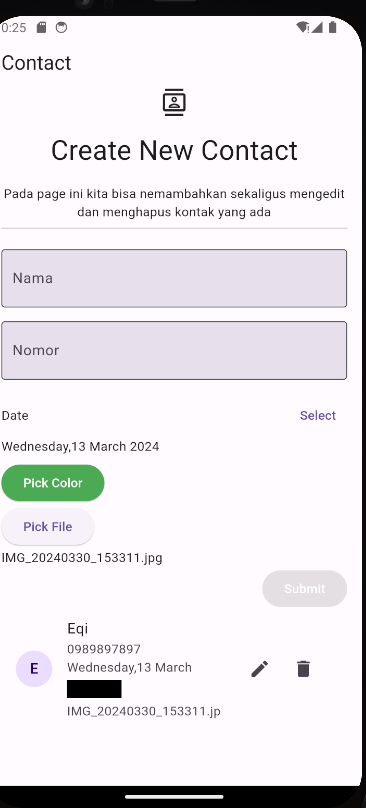 0:25
Contact
Create New Contact
Pada page ini kita bisa nemambahkan sekaligus mengedit
dan menghapus kontak yang ada
Nama
Nomor
Date
Select
Wednesday,13 March 2024
Pick Color
Pick File
IMG_20240330_153311.jpg
Submit
Eqi
0989897897
E
Wednesday,13 March
IMG_20240330_153311.jp